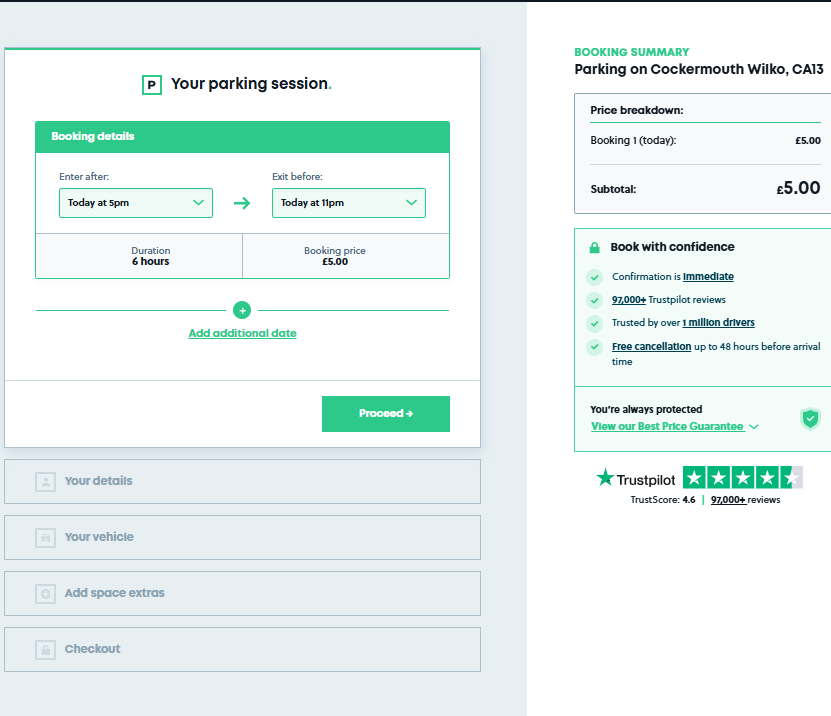 P Your parking session.
Booking details
Enter after:
Exit before:
Today at 5pm
Today at 11pm
Duration
6 hours
Booking price
£5.00
Add additional date
Proceed →
Your details
Your vehicle
Add space extras
Checkout
BOOKING SUMMARY
Parking on Cockermouth Wilko, CA13
Price breakdown:
Booking 1 (today): £5.00
Subtotal: £5.00
Book with confidence
Confirmation is immediate
97,000+ Trustpilot reviews
Trusted by over 1 million drivers
Free cancellation up to 48 hours before arrival
time
You're always protected
View our Best Price Guarantee
Trustpilot
TrustScore: 4.6 | 97,000+ reviews